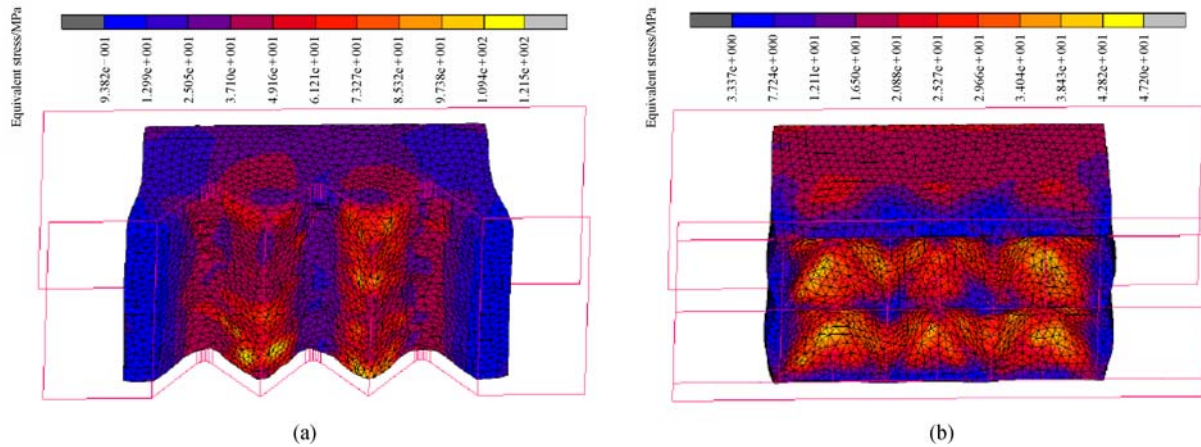 Equivalent stress/MPa
9.382e−001
1.299e+001
2.505e+001
3.710e+001
4.916e+001
6.121e+001
7.327e+001
8.532e+001
9.738e+001
1.094e+002
1.215e+002
(a)
Equivalent stress/MPa
3.337e+000
7.724e+000
1.211e+001
1.650e+001
2.088e+001
2.527e+001
2.966e+001
3.404e+001
3.843e+001
4.282e+001
4.720e+001
(b)